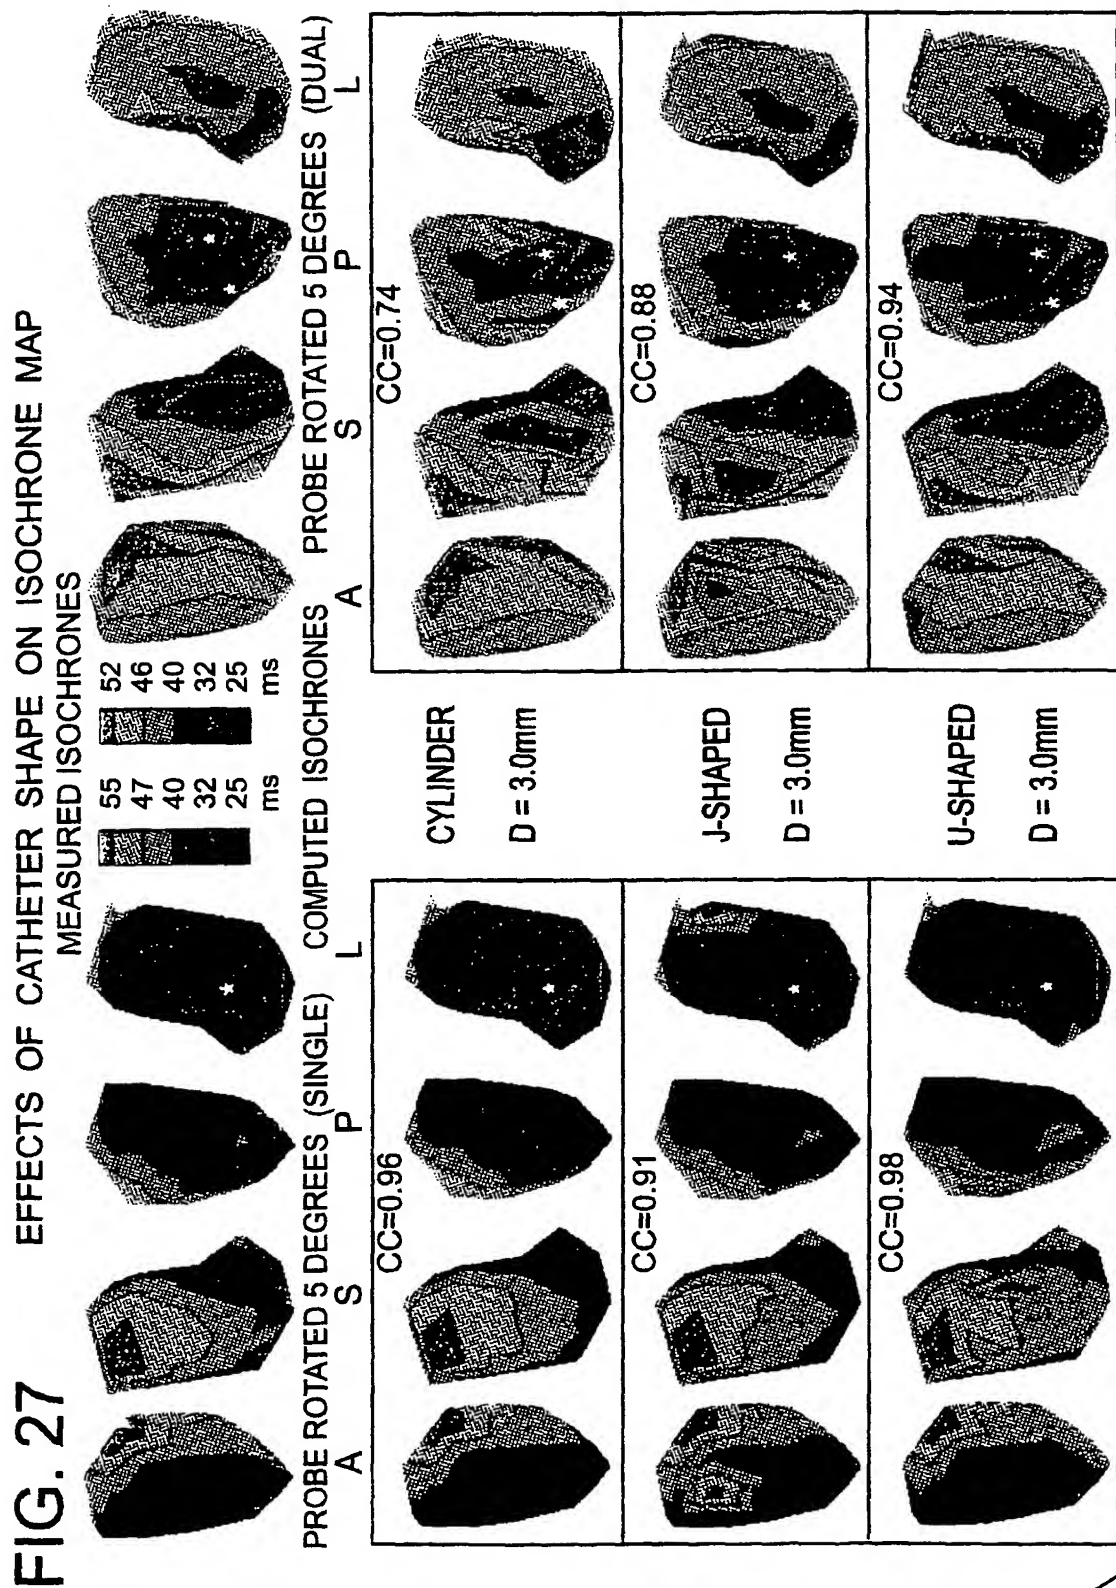 FIG. 27
EFFECTS OF CATHETER SHAPE ON ISOCHRONE MAP
MEASURED ISOCHRONES
55 52
47 46
40 40
32 32
25 25
ms ms
PROBE ROTATED 5 DEGREES (SINGLE) COMPUTED ISOCHRONES PROBE ROTATED 5 DEGREES (DUAL)
A S P L A S P L
CC=0.96 CYLINDER CC=0.74
D = 3.0mm
CC=0.91 J-SHAPED CC=0.88
D = 3.0mm
CC=0.98 U-SHAPED CC=0.94
D = 3.0mm